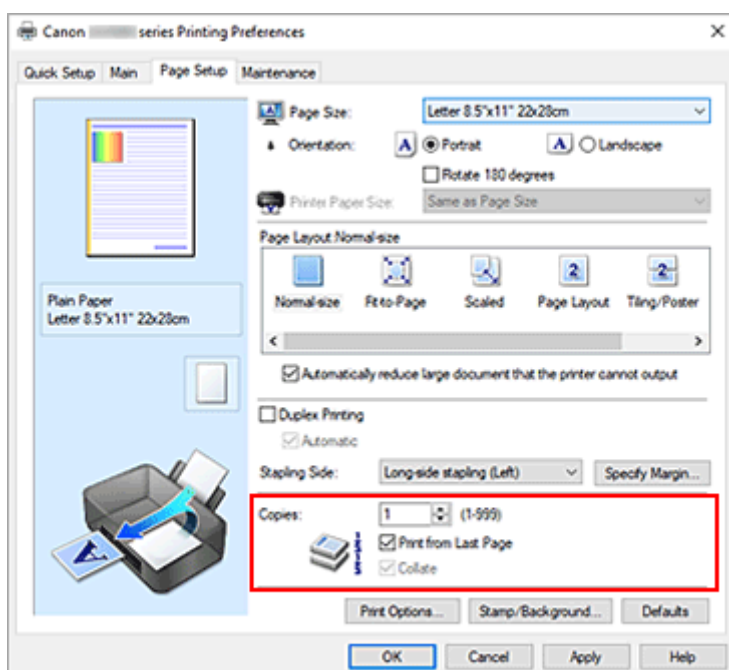 Canon series Printing Preferences
Quick Setup Main Page Setup Maintenance
Page Size: Letter 8.5"x11" 22x28cm
Orientation: A Portrait A Landscape
Rotate 180 degrees
Printer Paper Size: Same as Page Size
Page Layout:Normal-size
2 2
Normal-size Fit-to-Page Scaled Page Layout Tiling/Poster
Plain Paper
Letter 8.5"x11" 22x28cm
Automatically reduce large document that the printer cannot output
Duplex Printing
Automatic
Stapling Side: Long-side stapling (Left) Specify Margin...
Copies: 1 (1-999)
Print from Last Page
Collate
A
Print Options... Stamp/Background... Defaults
OK Cancel Apply Help